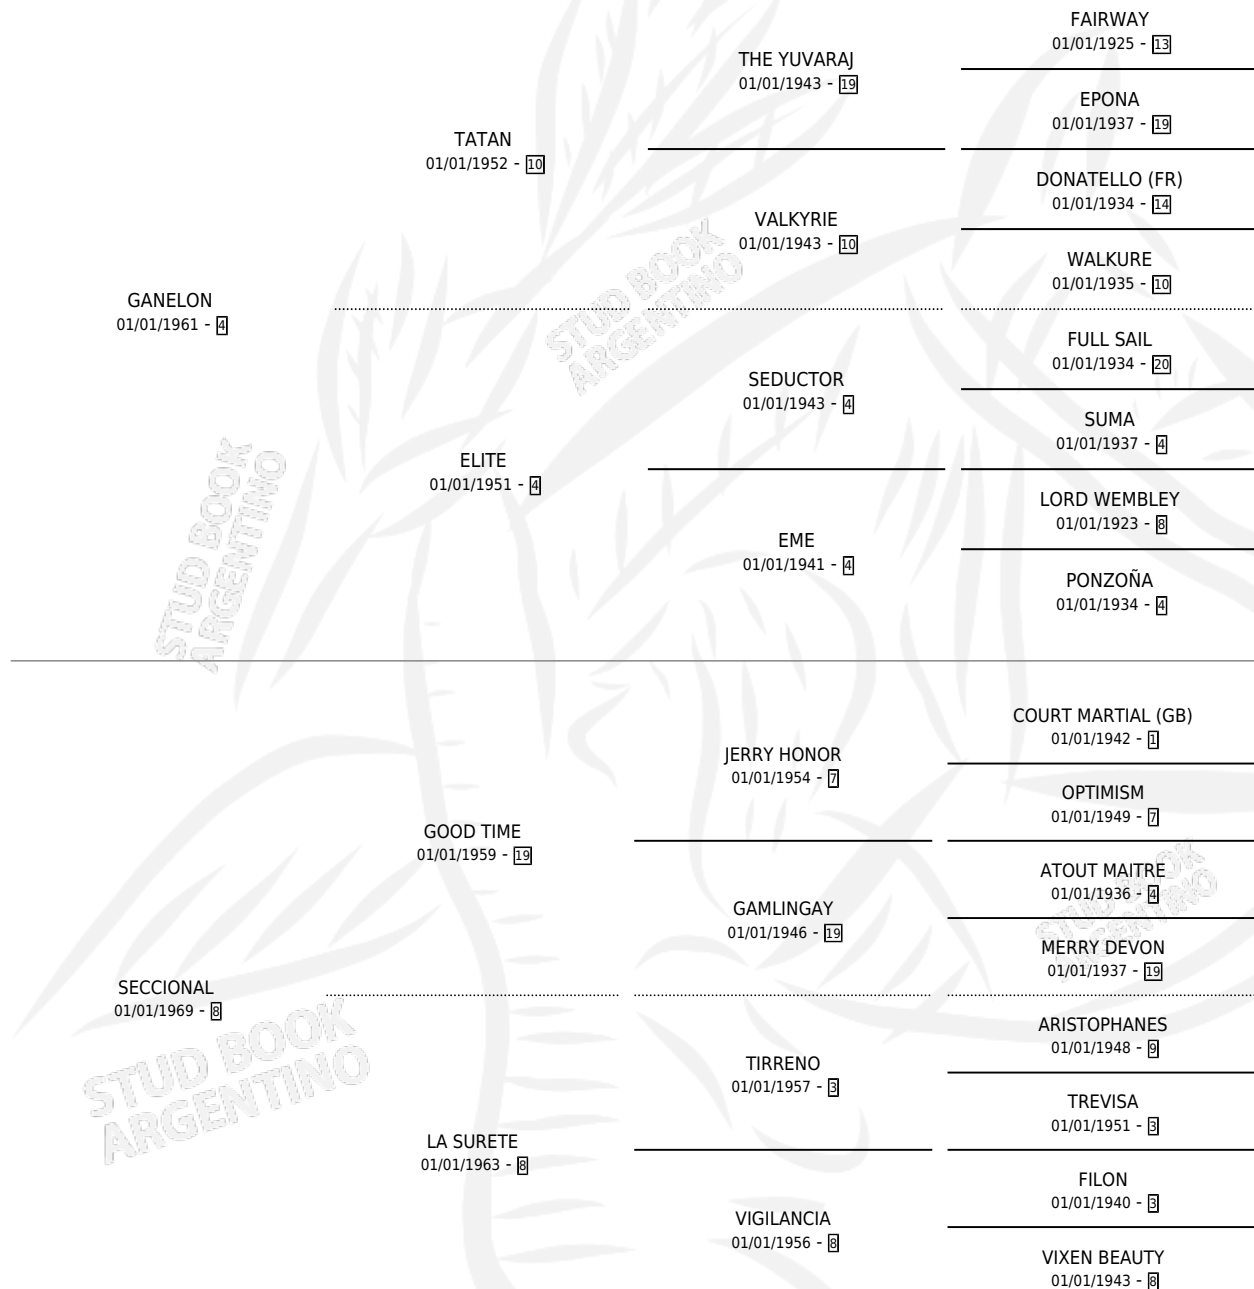 FAIRWAY
01/01/1925 - 13
THE YUVARAJ
01/01/1943 - 19
EPONA
01/01/1937 - 19
TATAN
01/01/1952 - 10
DONATELLO (FR)
01/01/1934 - 14
VALKYRIE
01/01/1943 - 10
WALKURE
01/01/1935 - 10
GANELON
01/01/1961 - 4
STUD BOOK
ARGENTINO
FULL SAIL
01/01/1934 - 20
SEDUCTOR
01/01/1943 - 4
SUMA
01/01/1937 - 4
ELITE
01/01/1951 - 4
LORD WEMBLEY
01/01/1923 - 8
EME
01/01/1941 - 4
PONZOÑA
01/01/1934 - 4
STUD BOOK
ARGENTINO
COURT MARTIAL (GB)
01/01/1942 - 1
JERRY HONOR
01/01/1954 - 7
OPTIMISM
01/01/1949 - 7
GOOD TIME
01/01/1959 - 19
ATOUT MAITRE
01/01/1936 - 4
GAMLINGAY
01/01/1946 - 19
MERRY DEVON
01/01/1937 - 19
STUD BOOK
ARGENTINO
SECCIONAL
01/01/1969 - 8
STUD BOOK
ARGENTINO
ARISTOPHANES
01/01/1948 - 9
TIRRENO
01/01/1957 - 3
TREVISA
01/01/1951 - 3
LA SURETE
01/01/1963 - 8
FILON
01/01/1940 - 3
VIGILANCIA
01/01/1956 - 8
VIXEN BEAUTY
01/01/1943 - 8